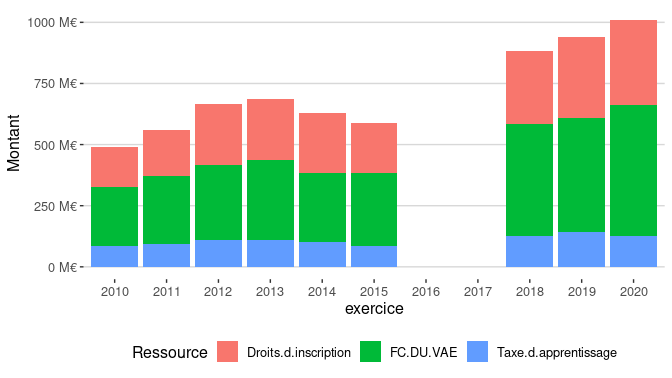 1000 M€
750 M€
500 M€
250 M€
0 M€
Montant
2010 2011 2012 2013 2014 2015 2016 2017 2018 2019 2020
exercice
Ressource Droits.d.inscription FC.DU.VAE Taxe.d.apprentissage